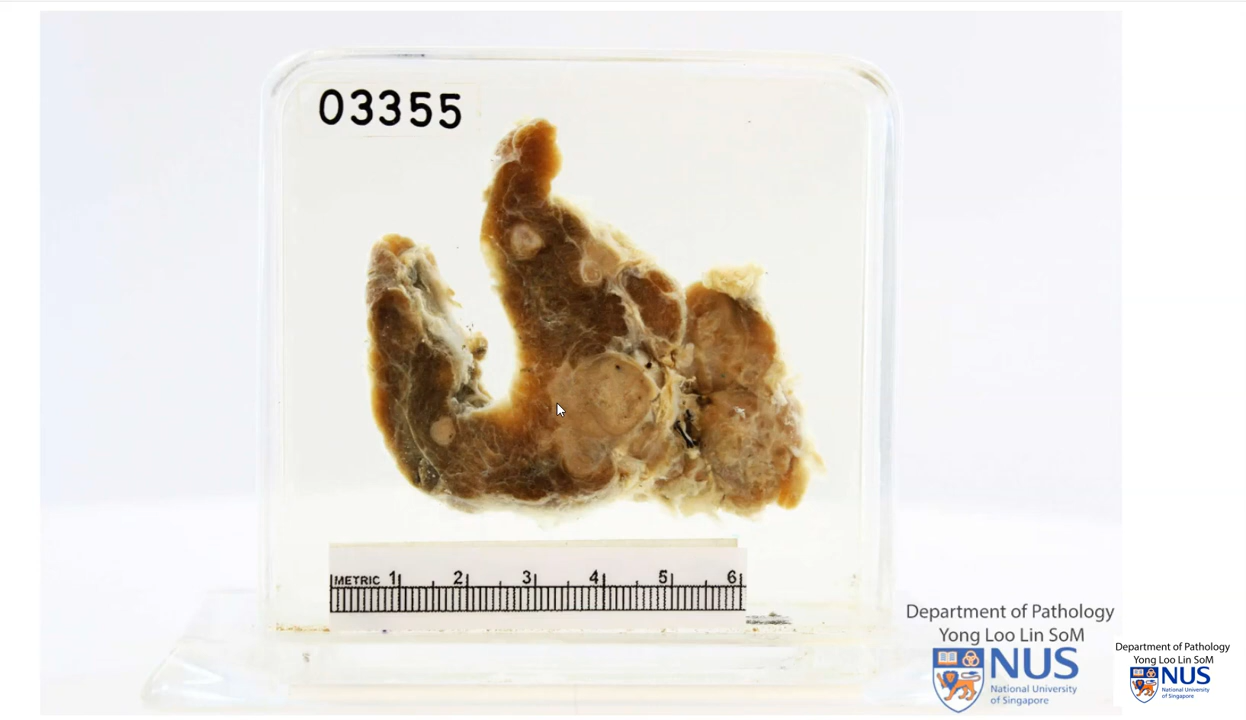 03355
METRIC 1 2 3 4 5 6
Department of Pathology
Yong Loo Lin SoM
NUS
National University
of Singapore
Department of Pathology
Yong Loo Lin SoM
NUS
National University
of Singapore